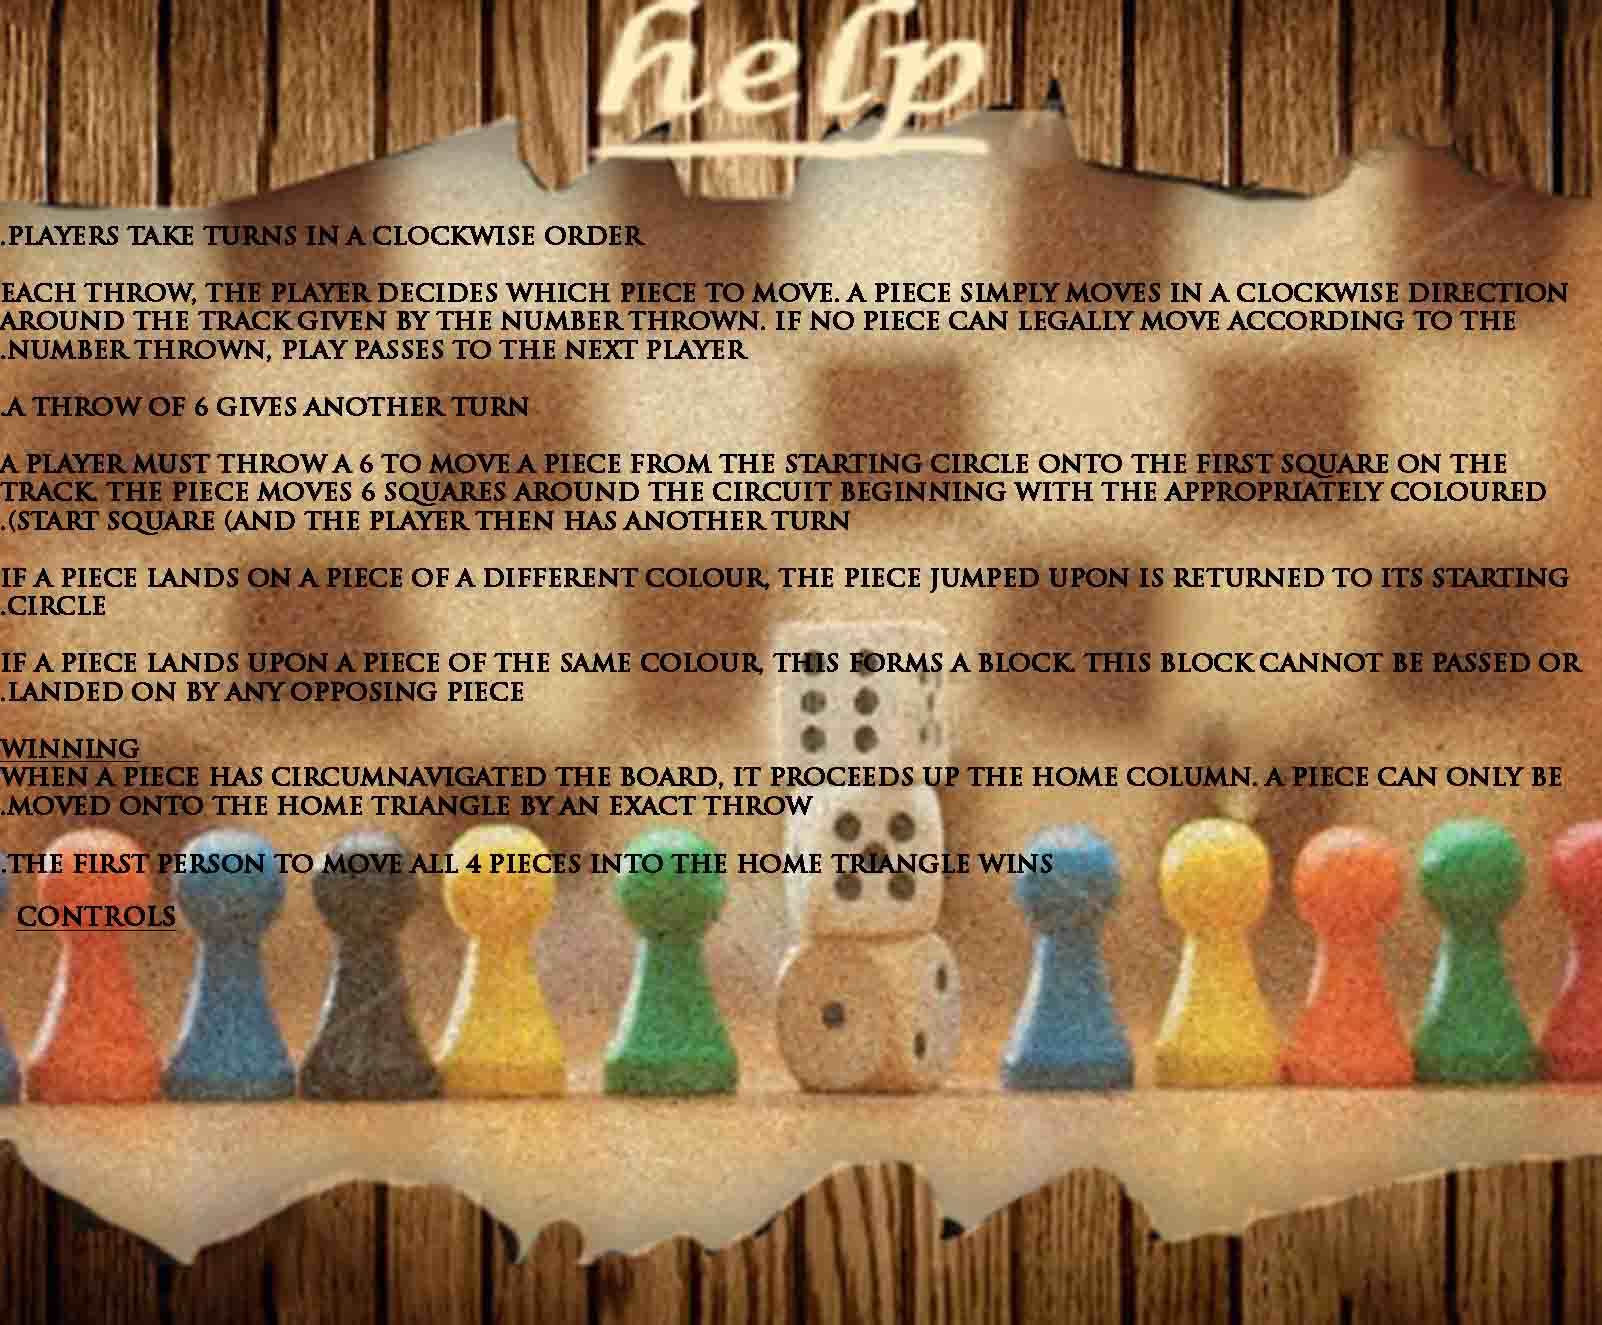 help
.PLAYERS TAKE TURNS IN A CLOCKWISE ORDER
EACH THROW, THE PLAYER DECIDES WHICH PIECE TO MOVE. A PIECE SIMPLY MOVES IN A CLOCKWISE DIRECTION
AROUND THE TRACK GIVEN BY THE NUMBER THROWN. IF NO PIECE CAN LEGALLY MOVE ACCORDING TO THE
.NUMBER THROWN, PLAY PASSES TO THE NEXT PLAYER
.A THROW OF 6 GIVES ANOTHER TURN
A PLAYER MUST THROW A 6 TO MOVE A PIECE FROM THE STARTING CIRCLE ONTO THE FIRST SQUARE ON THE
TRACK. THE PIECE MOVES 6 SQUARES AROUND THE CIRCUIT BEGINNING WITH THE APPROPRIATELY COLOURED
.(START SQUARE (AND THE PLAYER THEN HAS ANOTHER TURN
IF A PIECE LANDS ON A PIECE OF A DIFFERENT COLOUR, THE PIECE JUMPED UPON IS RETURNED TO ITS STARTING
.CIRCLE
IF A PIECE LANDS UPON A PIECE OF THE SAME COLOUR, THIS FORMS A BLOCK. THIS BLOCK CANNOT BE PASSED OR
.LANDED ON BY ANY OPPOSING PIECE
WINNING
WHEN A PIECE HAS CIRCUMNAVIGATED THE BOARD, IT PROCEEDS UP THE HOME COLUMN. A PIECE CAN ONLY BE
.MOVED ONTO THE HOME TRIANGLE BY AN EXACT THROW
.THE FIRST PERSON TO MOVE ALL 4 PIECES INTO THE HOME TRIANGLE WINS
CONTROLS